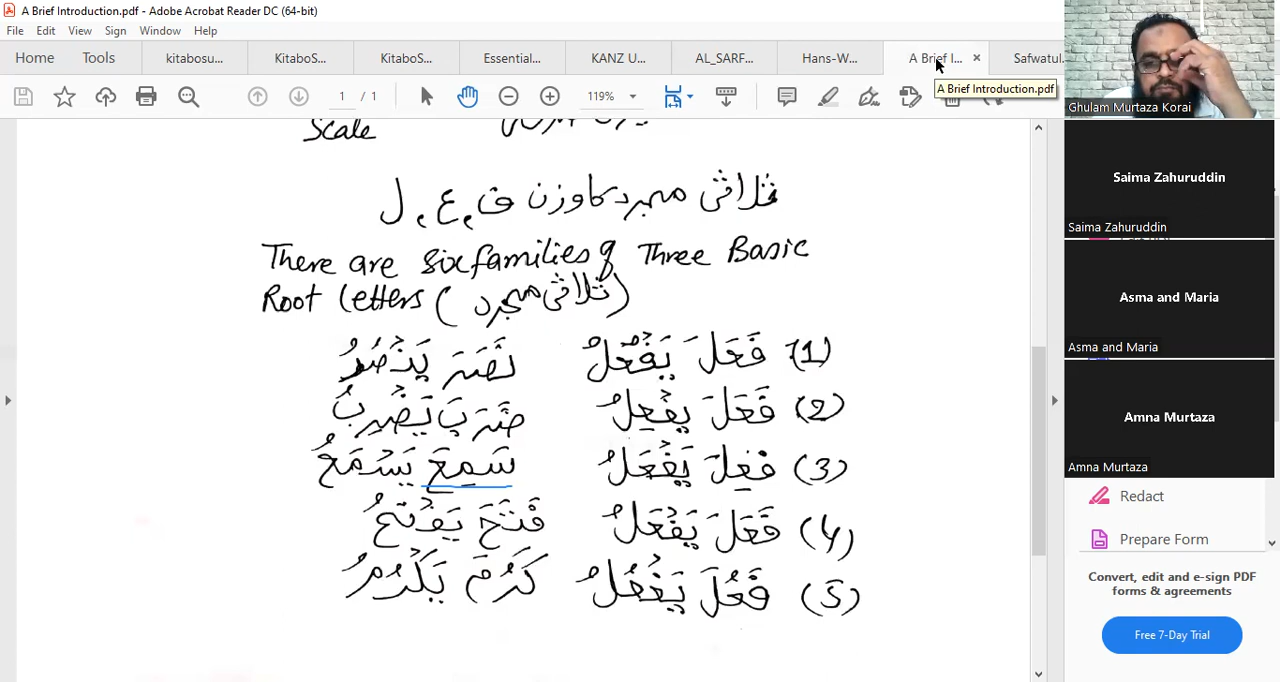 A Brief Introduction.pdf - Adobe Acrobat Reader DC (64-bit)
File Edit View Sign Window Help
Home Tools kitabosu... KitaboS... KitaboS... Essential... KANZ U... AL_SARF... Hans-W... A Brief I... × Safwatul.
1 / 1 119%
A Brief Introduction.pdf
Scale
ثلاثی مجرد کا وزن ف، ع، ل
There are six families of Three Basic
Root letters (ثلاثی مجرد)
(1) فَعَلَ يَفْعُلُ نَصَرَ يَنْصُرُ
(2) فَعَلَ يَفْعِلُ ضَرَبَ يَضْرِبُ
(3) فَعِلَ يَفْعَلُ سَمِعَ يَسْمَعُ
(4) فَعَلَ يَفْعَلُ فَتَحَ يَفْتَحُ
(5) فَعُلَ يَفْعُلُ كَرُمَ يَكْرُمُ
Ghulam Murtaza Korai
Saima Zahuruddin
Saima Zahuruddin
Asma and Maria
Asma and Maria
Amna Murtaza
Amna Murtaza
Redact
Prepare Form
Convert, edit and e-sign PDF
forms & agreements
Free 7-Day Trial